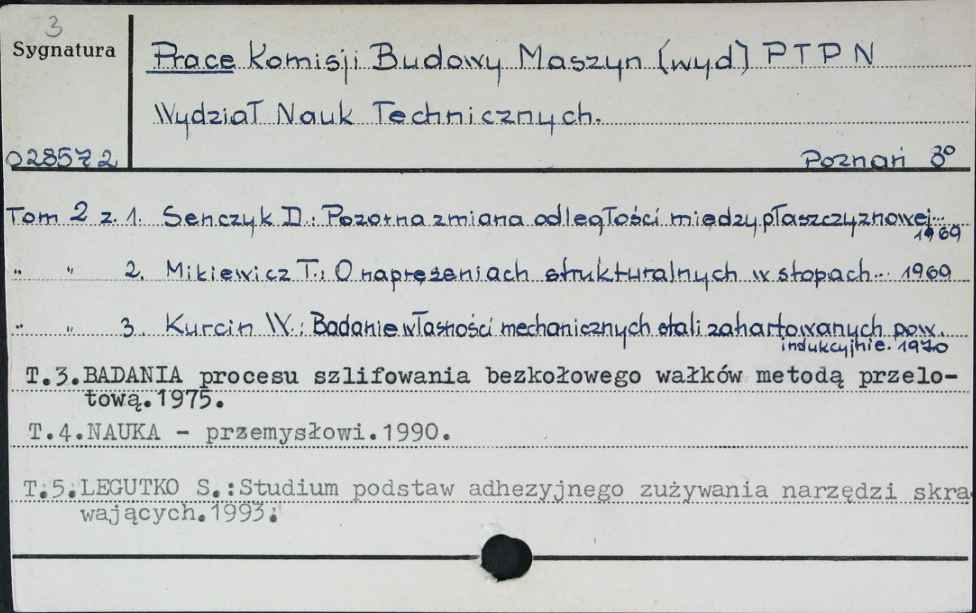 3
Sygnatura
028572
Prace Komisji Budowy Maszyn (wyd) PTPN
Wydział Nauk Technicznych.
Poznań 8º
Tom 2 z. 1. Senczyk D.: Pozorna zmiana odległości międzypłaszczyznowej...
1969
" " 2. Mikiewicz T.: O naprężeniach strukturalnych w stopach... 1969
" " 3. Kurcin W.: Badanie własności mechanicznych stali zahartowanych pow.
indukcyjnie. 1970
T.3.BADANIA procesu szlifowania bezkołowego wałków metodą przelo-
tową.1975.
T.4.NAUKA - przemysłowi.1990.
T.5.LEGUTKO S.:Studium podstaw adhezyjnego zużywania narzędzi skra-
wających.1993.